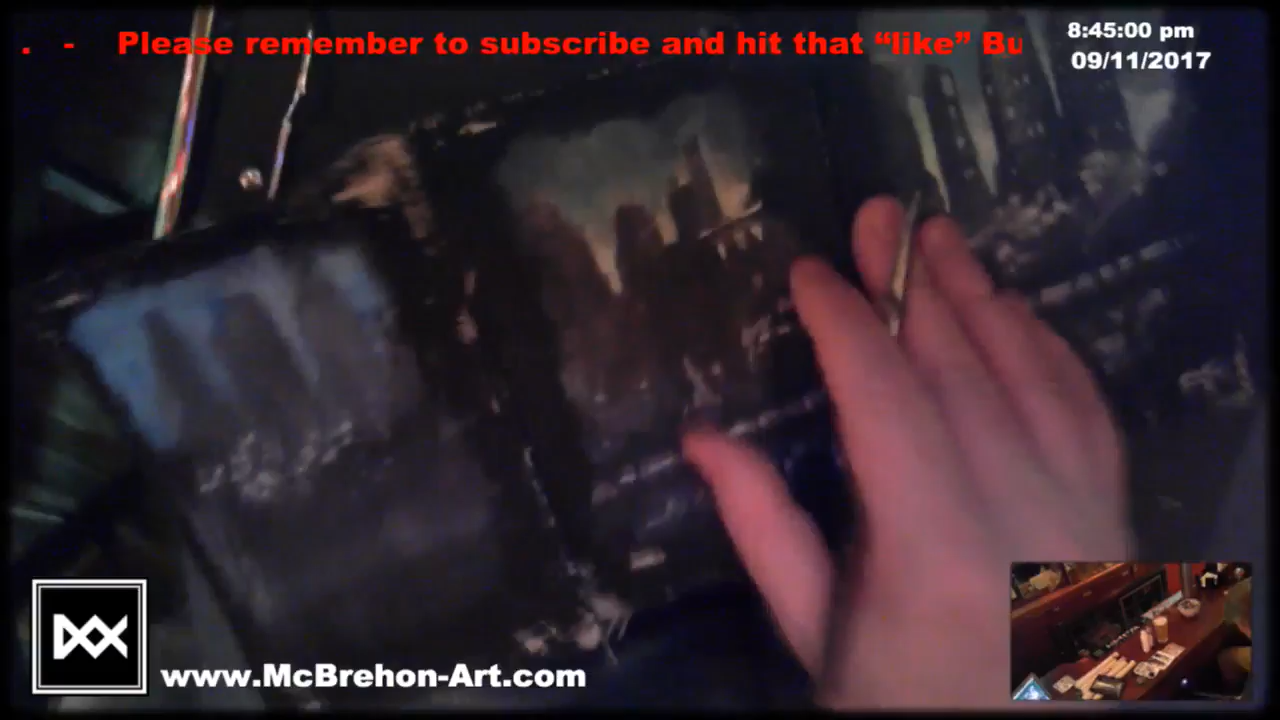 . - Please remember to subscribe and hit that “like” Bu
8:45:00 pm
09/11/2017
www.McBrehon-Art.com